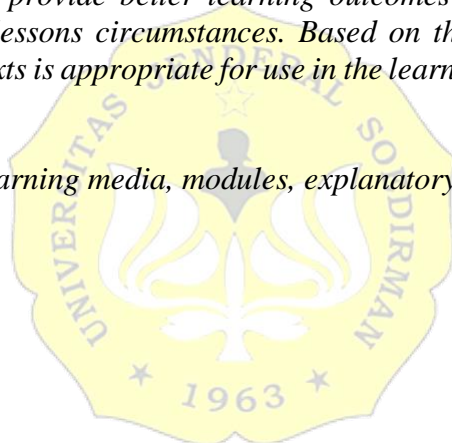 provide better learning outcomes
essons circumstances. Based on th
xts is appropriate for use in the learn
arning media, modules, explanatory
UNIVERSITAS JENDERAL SOEDIRMAN
1963